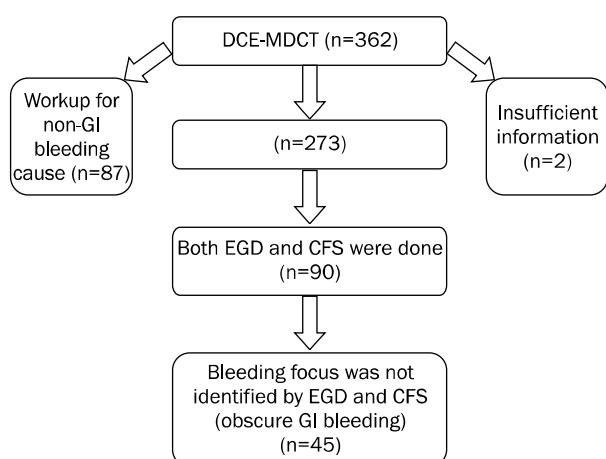 DCE-MDCT (n=362)
Workup for
non-GI
bleeding
cause (n=87)
Insufficient
information
(n=2)
(n=273)
Both EGD and CFS were done
(n=90)
Bleeding focus was not
identified by EGD and CFS
(obscure GI bleeding)
n=45)